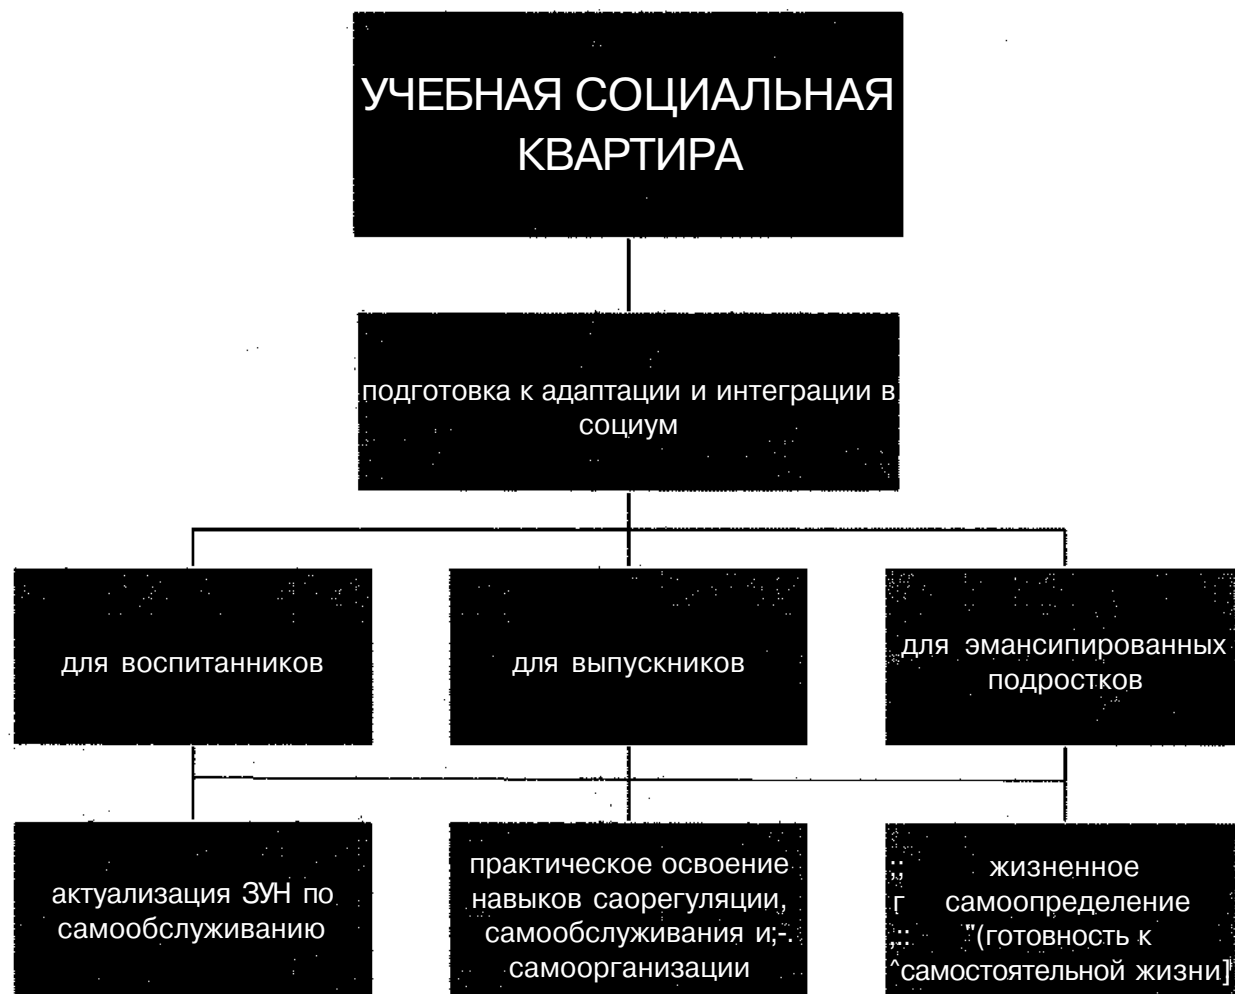 УЧЕБНАЯ СОЦИАЛЬНАЯ
КВАРТИРА
подготовка к адаптации и интеграции в
социум
для воспитанников
для выпускников
для эмансипированных
подростков
актуализация ЗУН по
самообслуживанию
практическое освоение
навыков саорегуляции,
самообслуживания и;-.
самоорганизации
;; жизненное
г самоопределение
.:: "(готовность к
^самостоятельной жизни]